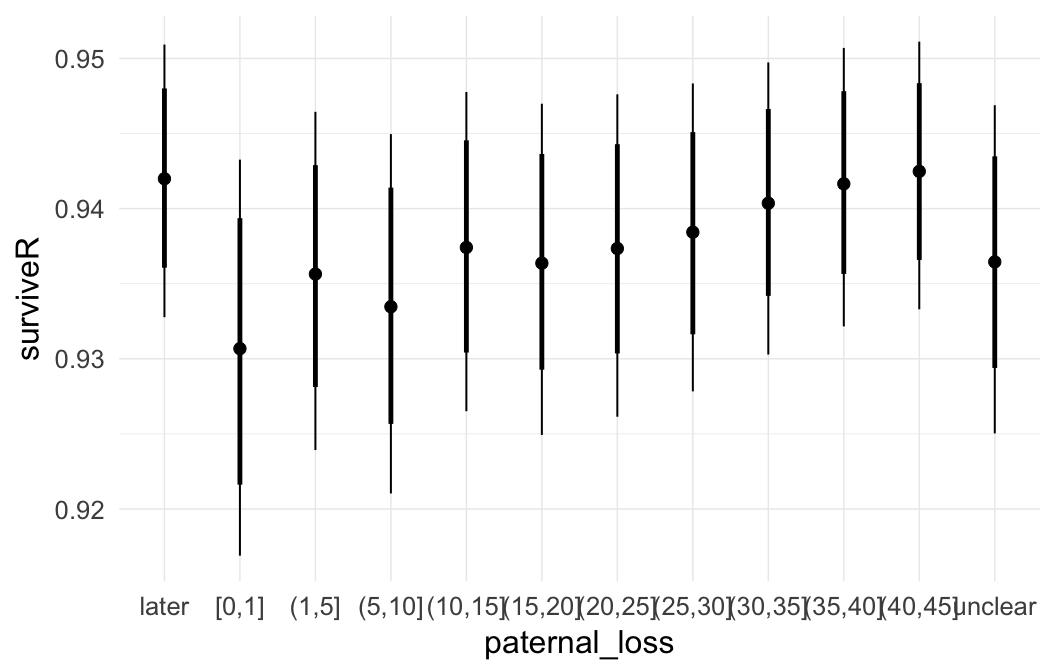 0.95
0.94
surviveR
0.93
0.92
later [0,1] (1,5] (5,10] (10,15] (15,20] (20,25] (25,30] (30,35] (35,40] (40,45] unclear
paternal_loss